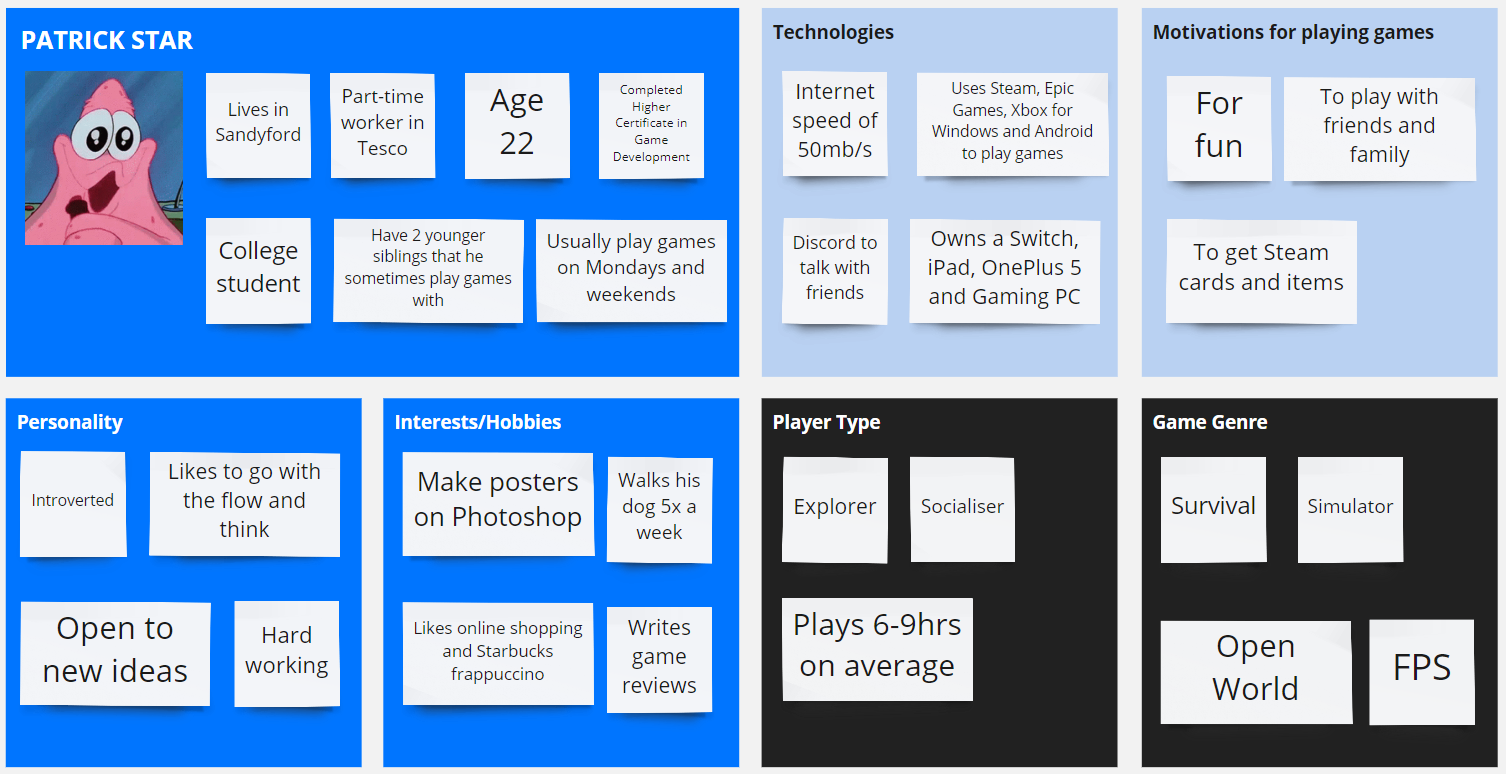 PATRICK STAR
Lives in
Sandyford
Part-time
worker in
Tesco
Age
22
Completed
Higher
Certificate in
Game
Development
College
student
Have 2 younger
siblings that he
sometimes play games
with
Usually play games
on Mondays and
weekends
Technologies
Internet
speed of
50mb/s
Uses Steam, Epic
Games, Xbox for
Windows and Android
to play games
Discord to
talk with
friends
Owns a Switch,
iPad, OnePlus 5
and Gaming PC
Motivations for playing games
For
fun
To play with
friends and
family
To get Steam
cards and items
Personality
Introverted
Likes to go with
the flow and
think
Open to
new ideas
Hard
working
Interests/Hobbies
Make posters
on Photoshop
Walks his
dog 5x a
week
Likes online shopping
and Starbucks
frappuccino
Writes
game
reviews
Player Type
Explorer
Socialiser
Plays 6-9hrs
on average
Game Genre
Survival
Simulator
Open
World
FPS